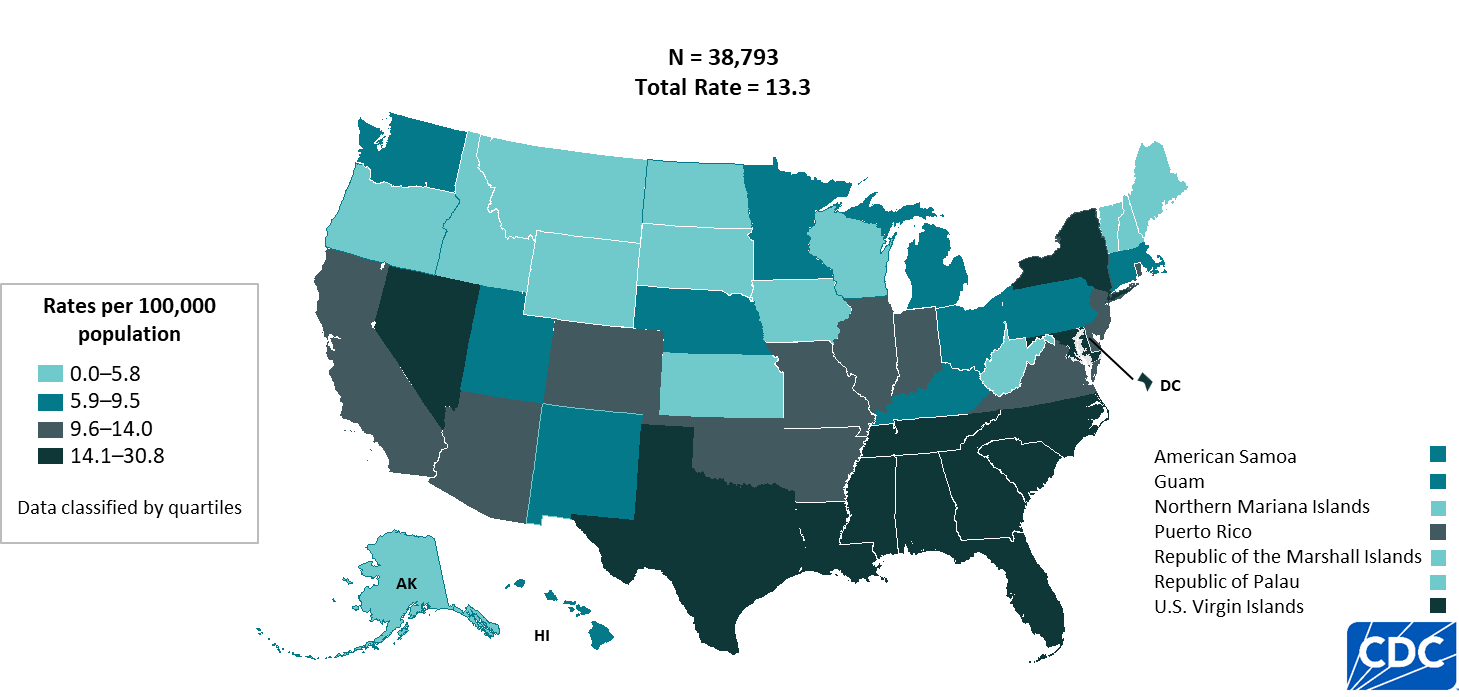 N = 38,793
Total Rate = 13.3
Rates per 100,000
population
0.0–5.8
5.9–9.5
9.6–14.0
14.1–30.8
Data classified by quartiles
DC
American Samoa
Guam
Northern Mariana Islands
Puerto Rico
Republic of the Marshall Islands
Republic of Palau
U.S. Virgin Islands
AK
HI
CDC